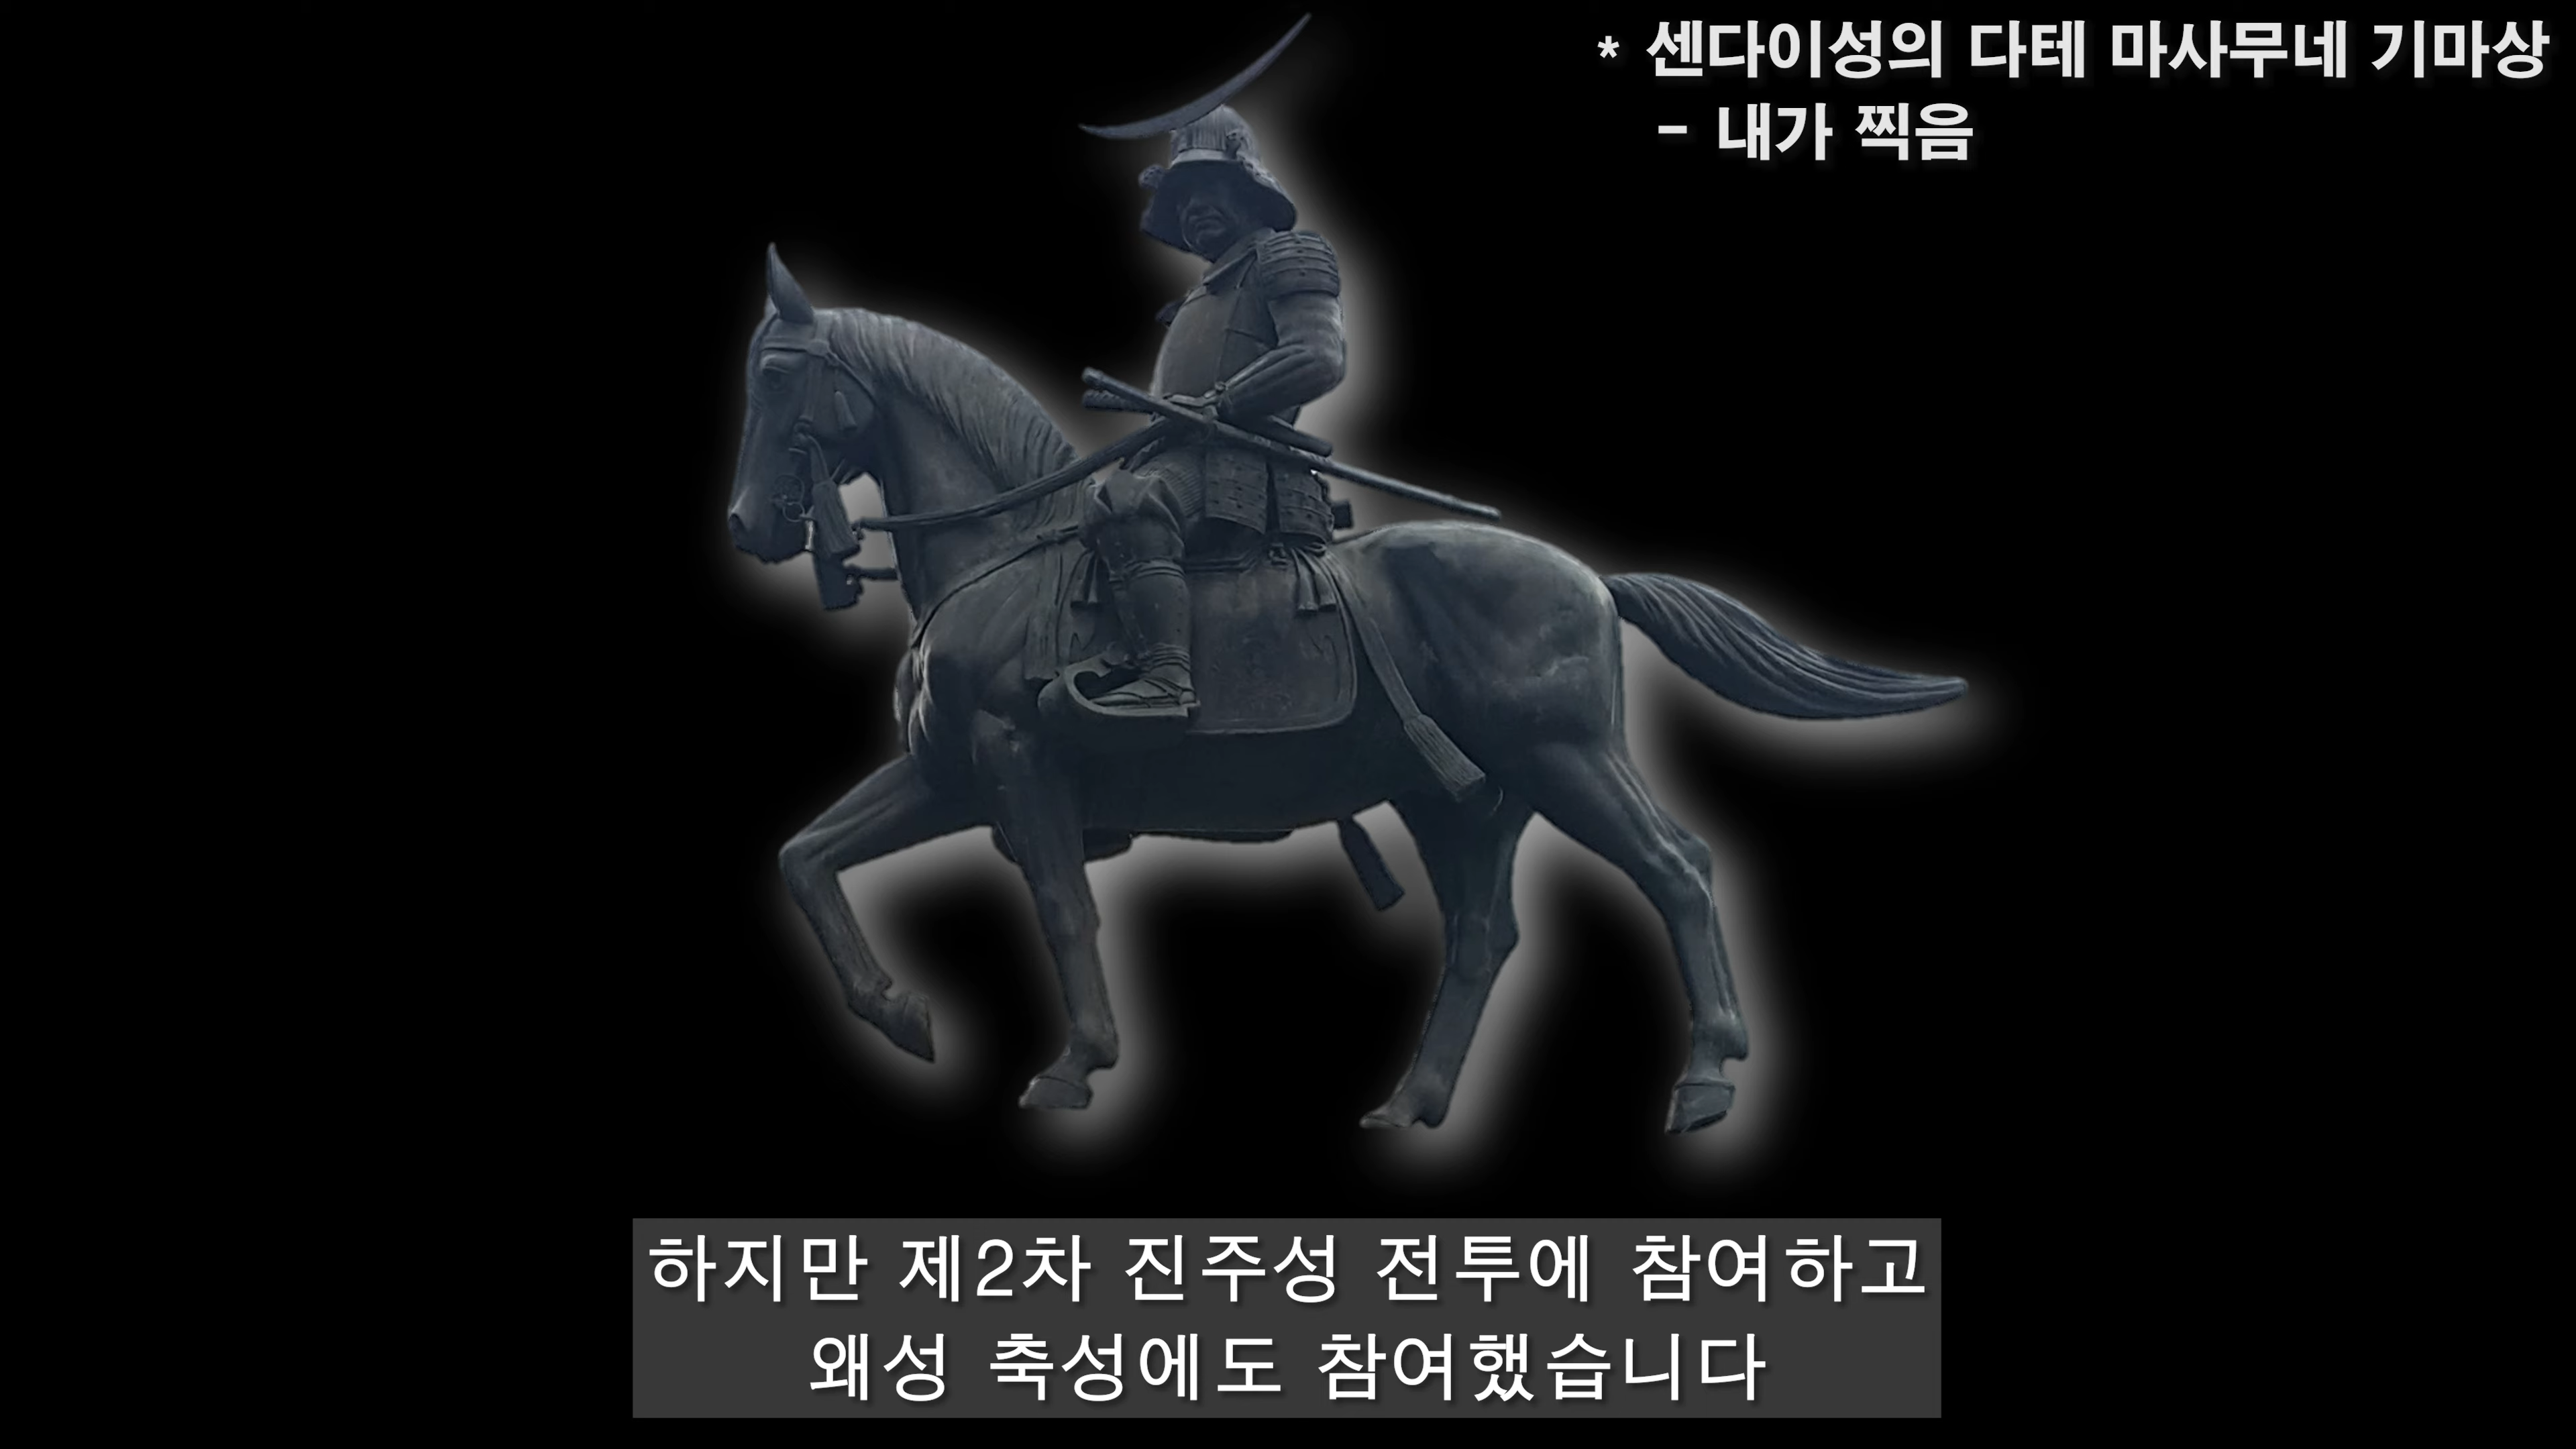 * 센다이성의 다테 마사무네 기마상
- 내가 찍음
하지만 제2차 진주성 전투에 참여하고
왜성 축성에도 참여했습니다